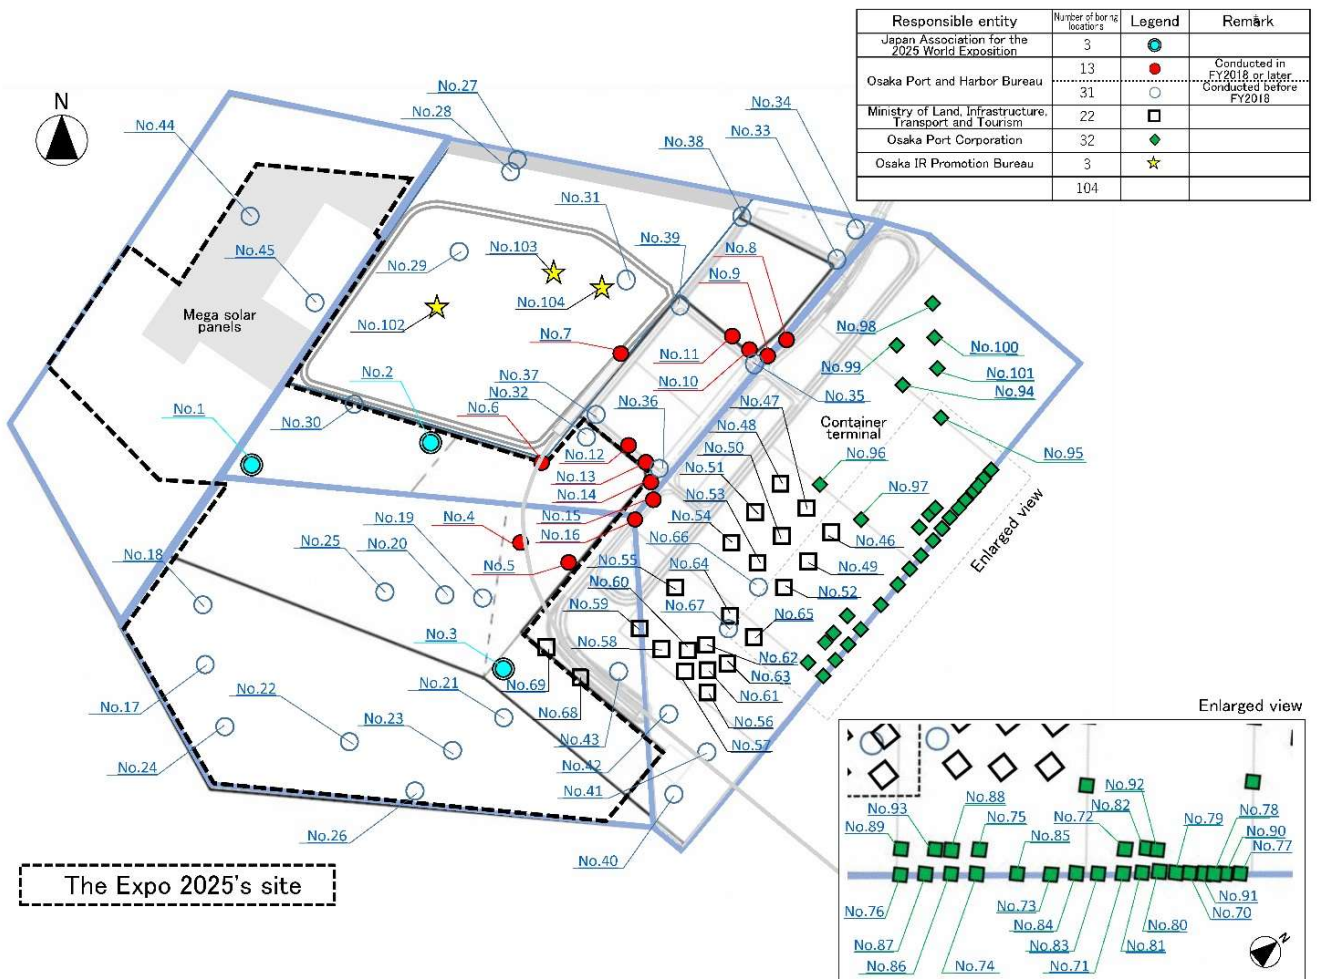 Responsible entity Number of boring locations Legend Remark
Japan Association for the 2025 World Exposition 3
Osaka Port and Harbor Bureau 13 Conducted in FY2018 or later
31 Conducted before FY2018
Ministry of Land, Infrastructure, Transport and Tourism 22
Osaka Port Corporation 32
Osaka IR Promotion Bureau 3
104
N
No.27
No.28
No.44
No.34
No.33
No.38
No.31
No.39
No.8
No.9
No.45
No.29
No.103
No.104
No.102
Mega solar panels
No.7
No.11
No.10
No.35
No.98
No.99
No.100
No.101
No.94
No.2
No.1
No.30
No.37
No.32
No.6
No.36
No.47
No.48
No.50
No.51
No.53
No.54
Container terminal
No.95
No.96
No.97
No.12
No.13
No.14
No.15
No.16
No.19
No.4
No.5
No.18
No.25
No.20
No.66
No.46
No.49
No.52
No.55
No.64
No.60
No.59
No.67
No.65
No.58
No.62
No.63
No.61
No.56
No.57
Enlarged view
No.3
No.69
No.68
No.17
No.22
No.21
No.23
No.24
No.43
No.42
No.41
No.26
No.40
The Expo 2025's site
Enlarged view
No.93
No.88
No.92
No.89
No.75
No.85
No.72
No.82
No.79
No.78
No.90
No.77
No.76
No.73
No.91
No.70
No.87
No.84
No.80
No.86
No.74
No.83
No.71
No.81
N